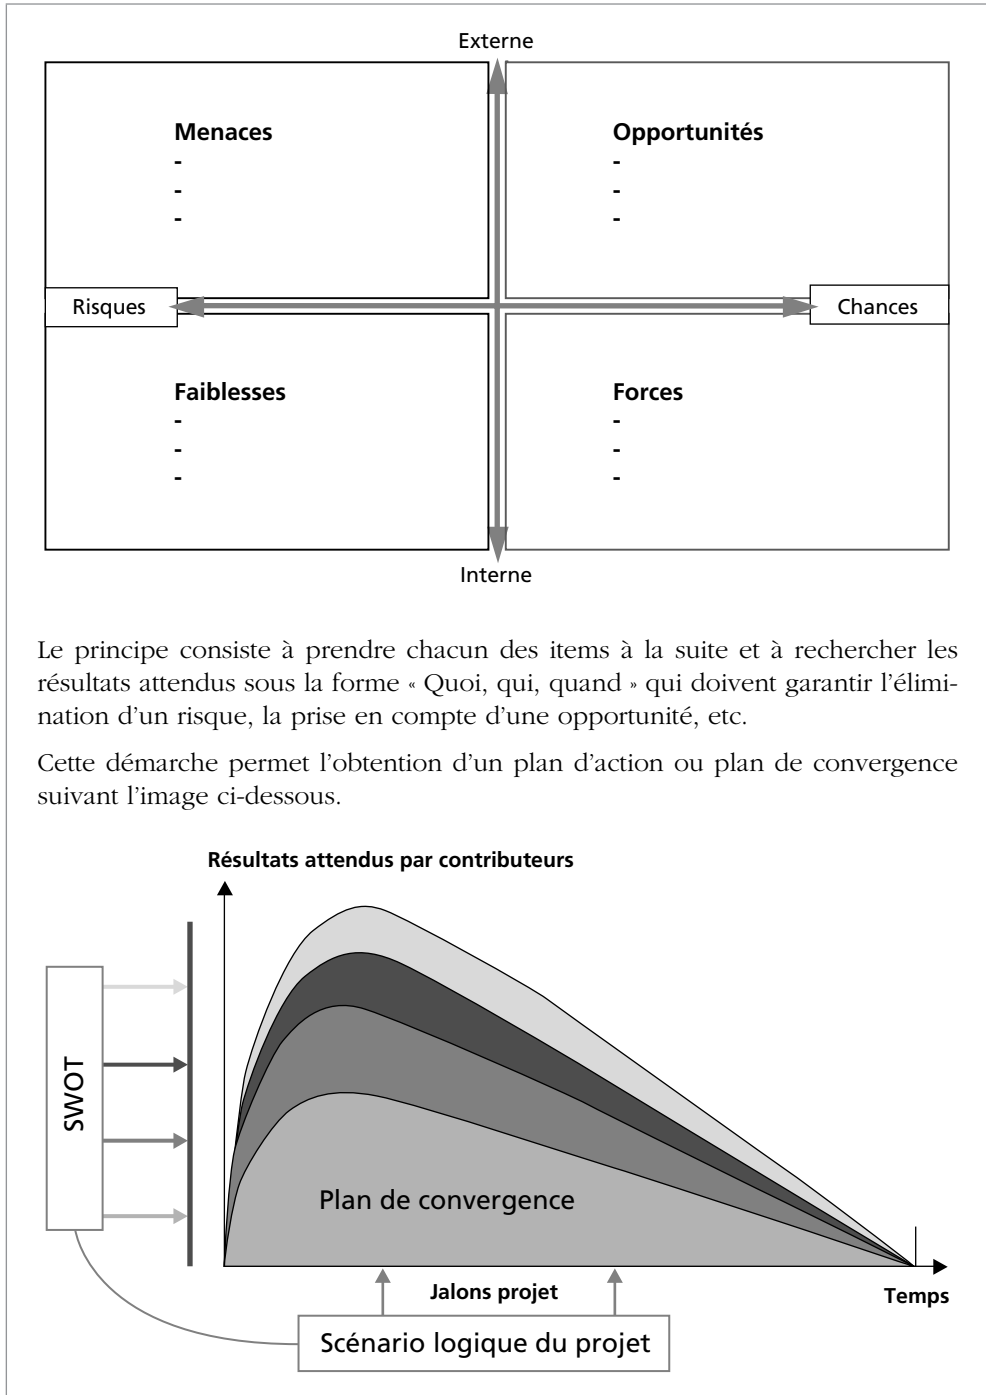 Externe
Menaces
-
-
-
Opportunités
-
-
-
Risques
Chances
Faiblesses
-
-
-
Forces
-
-
-
Interne
Le principe consiste à prendre chacun des items à la suite et à rechercher les
résultats attendus sous la forme « Quoi, qui, quand » qui doivent garantir l’élimi-
nation d’un risque, la prise en compte d’une opportunité, etc.
Cette démarche permet l’obtention d’un plan d’action ou plan de convergence
suivant l’image ci-dessous.
Résultats attendus par contributeurs
SWOT
Plan de convergence
Jalons projet
Temps
Scénario logique du projet